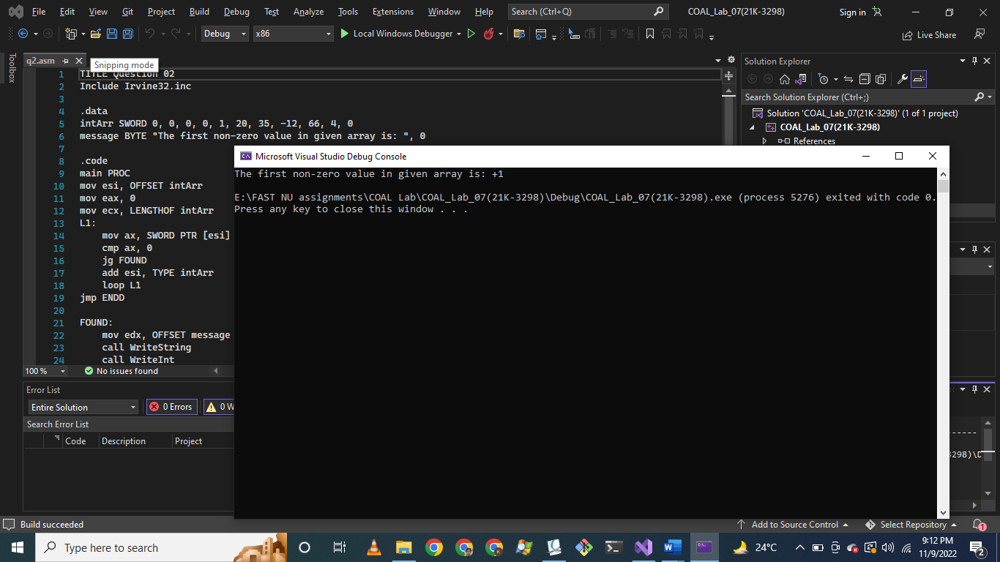 File Edit View Git Project Build Debug Test Analyze Tools Extensions Window Help Search (Ctrl+Q) COAL_Lab_07(21K-3298) Sign in
Debug x86 Local Windows Debugger Live Share
Toolbox
q2.asm
Snipping mode
1 TITLE Question 02
2 Include Irvine32.inc
3
4 .data
5 intArr SWORD 0, 0, 0, 0, 1, 20, 35, -12, 66, 4, 0
6 message BYTE "The first non-zero value in given array is: ", 0
7
8 .code
9 main PROC
10 mov esi, OFFSET intArr
11 mov eax, 0
12 mov ecx, LENGTHOF intArr
13 L1:
14 mov ax, SWORD PTR [esi]
15 cmp ax, 0
16 jg FOUND
17 add esi, TYPE intArr
18 loop L1
19 jmp ENDD
20
21 FOUND:
22 mov edx, OFFSET message
23 call WriteString
24 call WriteInt
100 % No issues found
Solution Explorer
Search Solution Explorer (Ctrl+;)
Solution 'COAL_Lab_07(21K-3298)' (1 of 1 project)
COAL_Lab_07(21K-3298)
References
Microsoft Visual Studio Debug Console
The first non-zero value in given array is: +1
E:\FAST NU assignments\COAL Lab\COAL_Lab_07(21K-3298)\Debug\COAL_Lab_07(21K-3298).exe (process 5276) exited with code 0.
Press any key to close this window . . .
Error List
Entire Solution 0 Errors 0 W
Search Error List
Code Description Project
3298)\D
Build succeeded Add to Source Control Select Repository 1
Type here to search 24°C 9:12 PM
11/9/2022 2